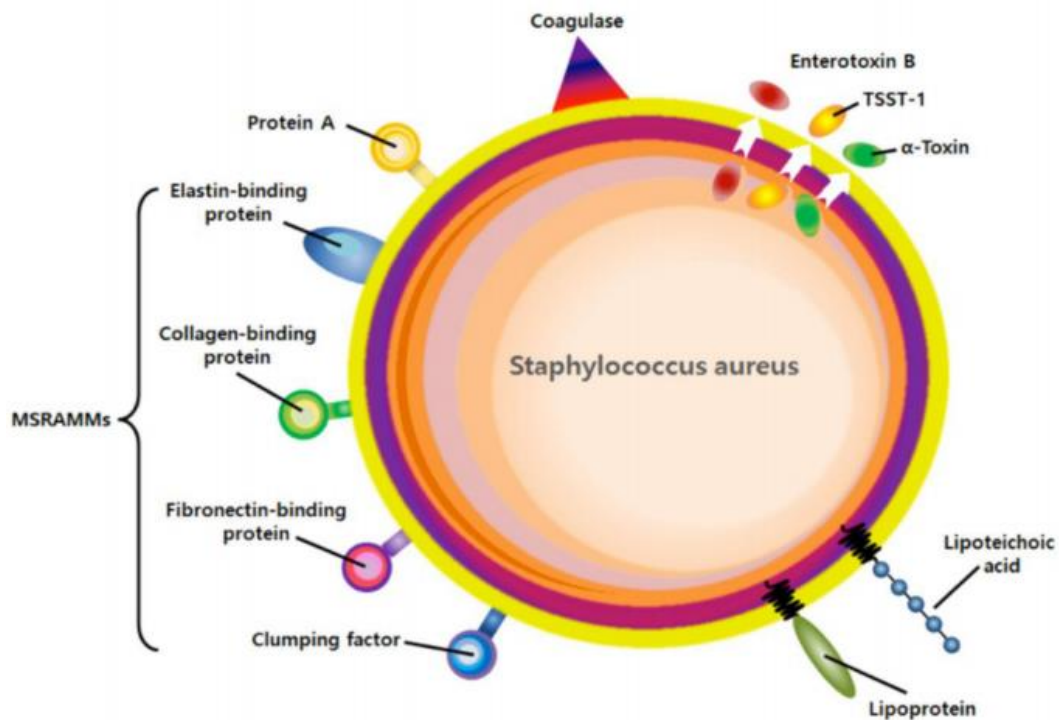 Coagulase
Enterotoxin B
TSST-1
α-Toxin
Protein A
Elastin-binding
protein
Collagen-binding
protein
MSRAMMs
Staphylococcus aureus
Fibronectin-binding
protein
Clumping factor
Lipoteichoic
acid
Lipoprotein